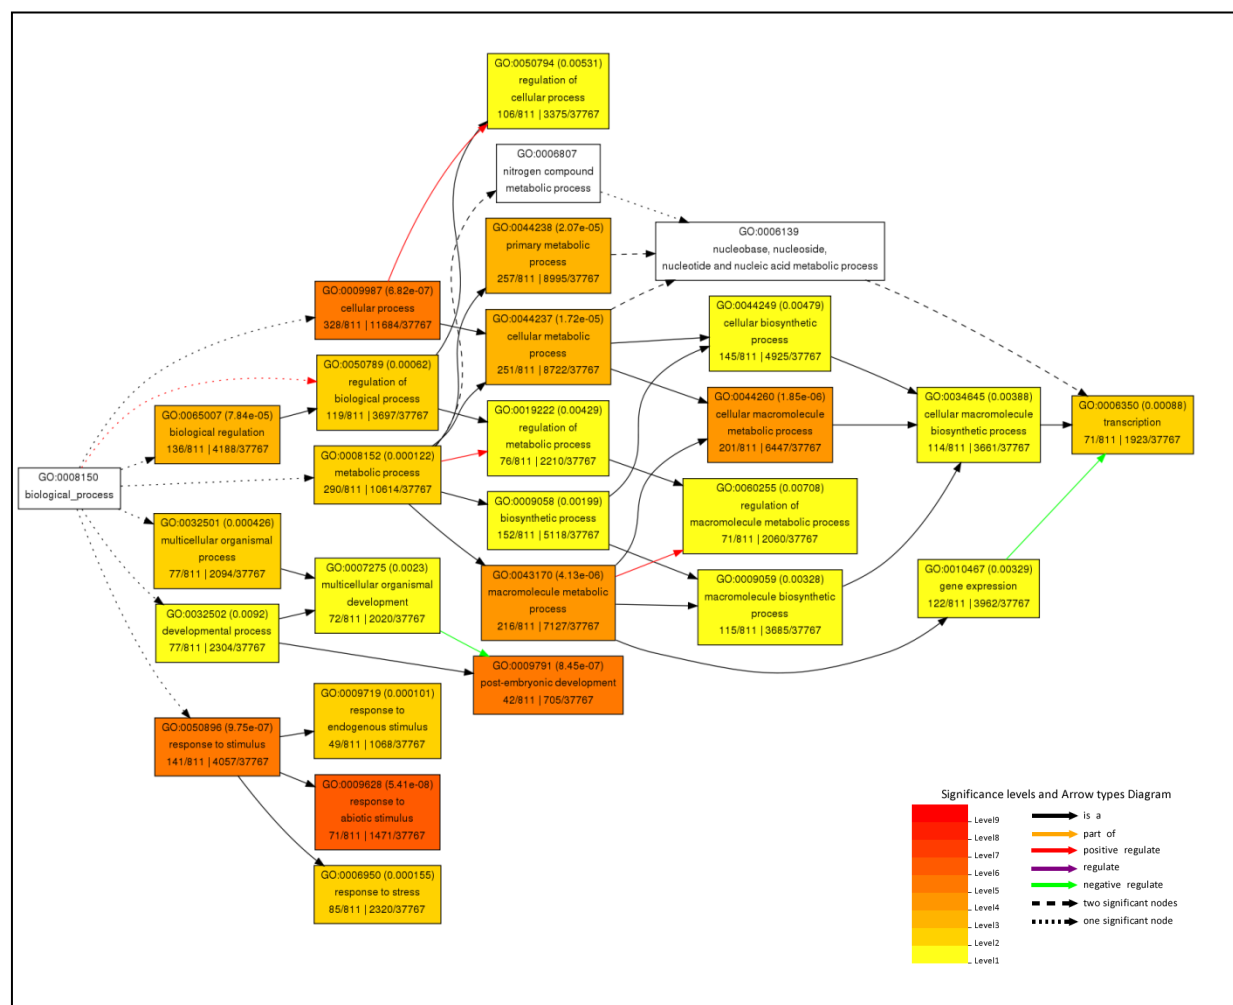 GO:0050794 (0.00531)
regulation of
cellular process
106/811 | 3375/37767
GO:0006807
nitrogen compound
metabolic process
GO:0044238 (2.07e-05)
primary metabolic
process
257/811 | 8995/37767
GO:0006139
nucleobase, nucleoside,
nucleotide and nucleic acid metabolic process
GO:0009987 (6.82e-07)
cellular process
328/811 | 11684/37767
GO:0044237 (1.72e-05)
cellular metabolic
process
251/811 | 8722/37767
GO:0044249 (0.00479)
cellular biosynthetic
process
145/811 | 4925/37767
GO:0050789 (0.00062)
regulation of
biological process
119/811 | 3697/37767
GO:0065007 (7.84e-05)
biological regulation
136/811 | 4188/37767
GO:0019222 (0.00429)
regulation of
metabolic process
76/811 | 2210/37767
GO:0044260 (1.85e-06)
cellular macromolecule
metabolic process
201/811 | 6447/37767
GO:0034645 (0.00388)
cellular macromolecule
biosynthetic process
114/811 | 3661/37767
GO:0006350 (0.00088)
transcription
71/811 | 1923/37767
GO:0008150
biological_process
GO:0008152 (0.000122)
metabolic process
290/811 | 10614/37767
GO:0009058 (0.00199)
biosynthetic process
152/811 | 5118/37767
GO:0060255 (0.00708)
regulation of
macromolecule metabolic process
71/811 | 2060/37767
GO:0032501 (0.000426)
multicellular organismal
process
77/811 | 2094/37767
GO:0007275 (0.0023)
multicellular organismal
development
72/811 | 2020/37767
GO:0043170 (4.13e-06)
macromolecule metabolic
process
216/811 | 7127/37767
GO:0009059 (0.00328)
macromolecule biosynthetic
process
115/811 | 3685/37767
GO:0010467 (0.00329)
gene expression
122/811 | 3962/37767
GO:0032502 (0.0092)
developmental process
77/811 | 2304/37767
GO:0009791 (8.45e-07)
post-embryonic development
42/811 | 705/37767
GO:0009719 (0.000101)
response to
endogenous stimulus
49/811 | 1068/37767
GO:0050896 (9.75e-07)
response to stimulus
141/811 | 4057/37767
GO:0009628 (5.41e-08)
response to
abiotic stimulus
71/811 | 1471/37767
GO:0006950 (0.000155)
response to stress
85/811 | 2320/37767
Significance levels and Arrow types Diagram
Level9
Level8
Level7
Level6
Level5
Level4
Level3
Level2
Level1
is a
part of
positive regulate
regulate
negative regulate
two significant nodes
one significant node